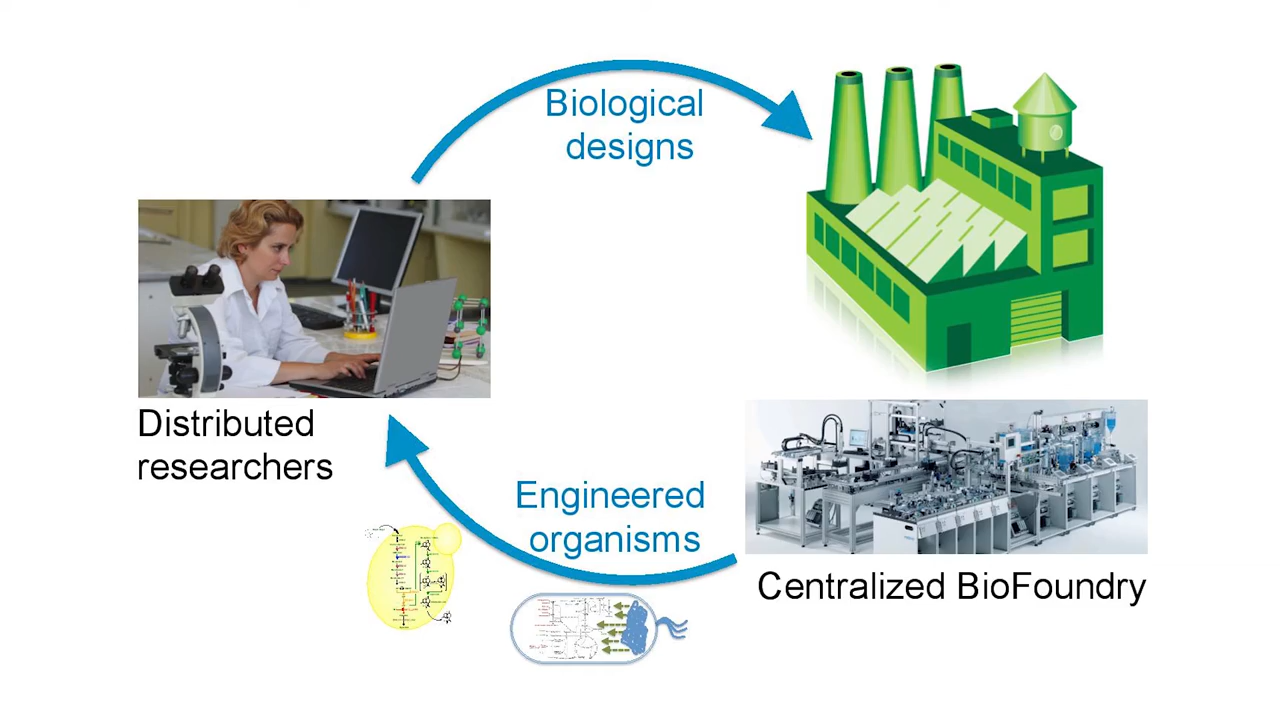 Biological
designs
Distributed
researchers
Engineered
organisms
Centralized BioFoundry